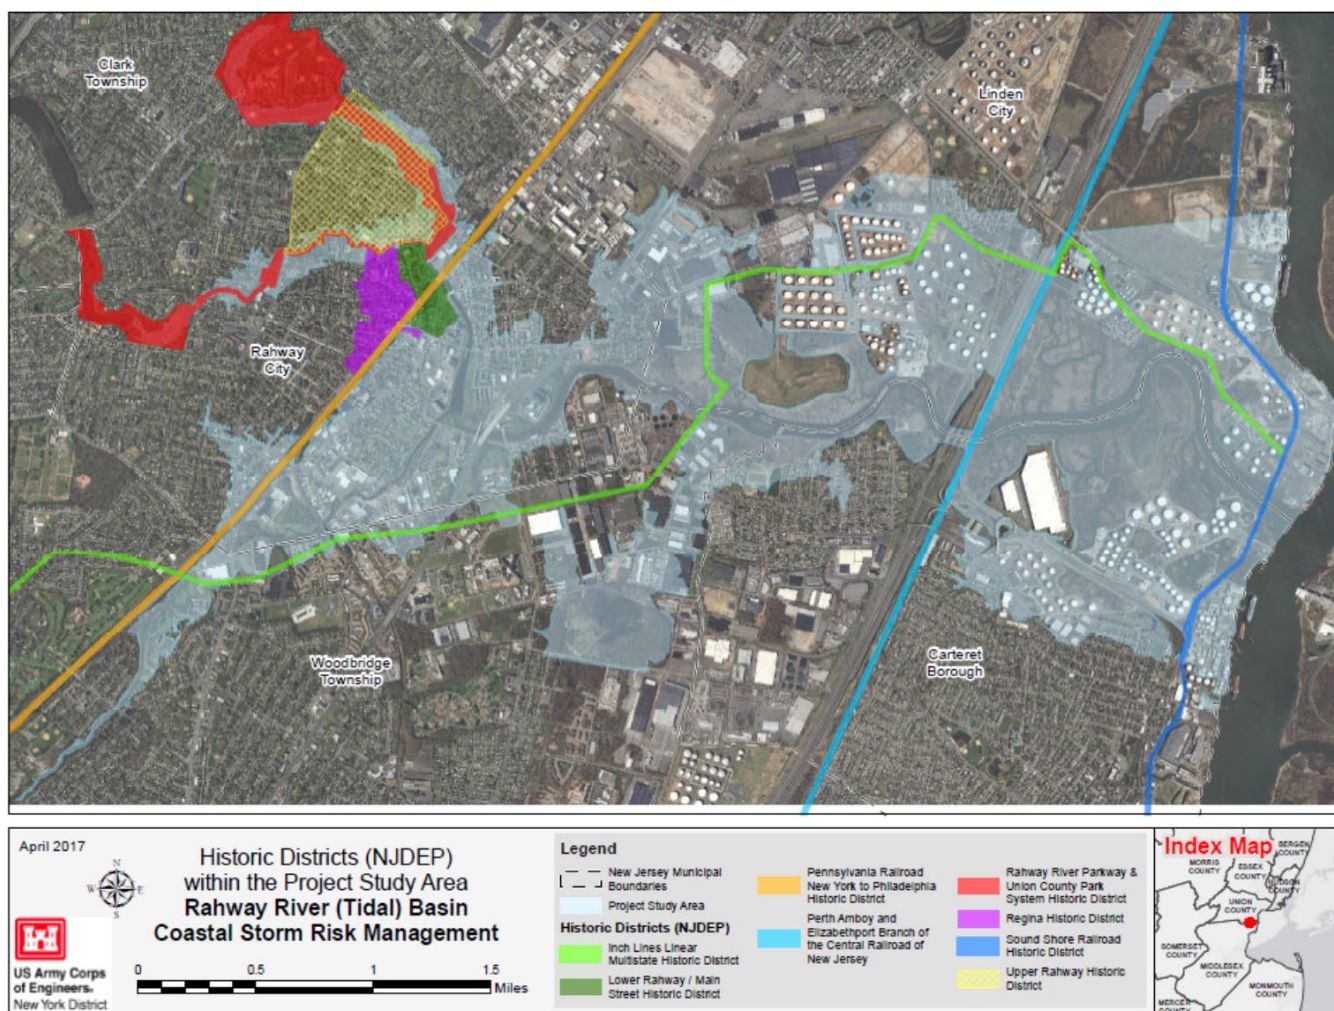 Clark
Township
Linden
City
Rahway
City
Woodbridge
Township
Carteret
Borough
April 2017
N
W E
S
Historic Districts (NJDEP)
within the Project Study Area
Rahway River (Tidal) Basin
Coastal Storm Risk Management
US Army Corps
of Engineers®
New York District
0 0.5 1 1.5
Miles
Legend
New Jersey Municipal
Boundaries
Project Study Area
Historic Districts (NJDEP)
Inch Lines Linear
Multistate Historic District
Lower Rahway / Main
Street Historic District
Pennsylvania Railroad
New York to Philadelphia
Historic District
Perth Amboy and
Elizabethport Branch of
the Central Railroad of
New Jersey
Rahway River Parkway &
Union County Park
System Historic District
Regina Historic District
Sound Shore Railroad
Historic District
Upper Rahway Historic
District
Index Map
BERGEN
COUNTY
MORRIS
COUNTY
ESSEX
COUNTY
HUDSON
COUNTY
UNION
COUNTY
SOMERSET
COUNTY
MIDDLESEX
COUNTY
MONMOUTH
COUNTY
MERCER
COUNTY